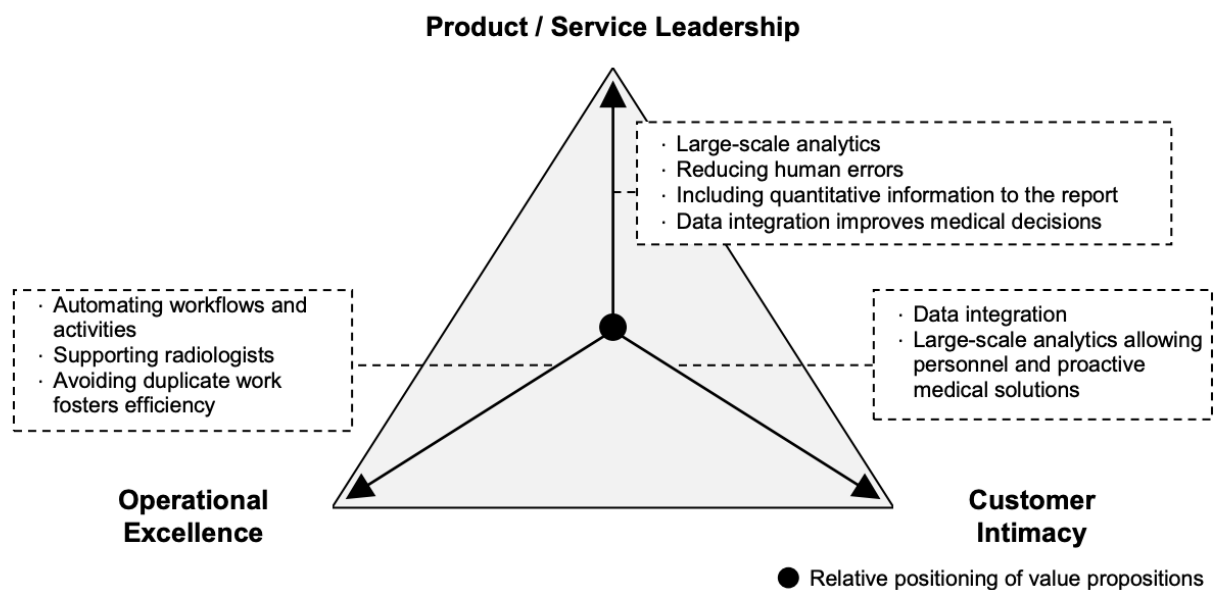 Product / Service Leadership
· Large-scale analytics
· Reducing human errors
· Including quantitative information to the report
· Data integration improves medical decisions
· Automating workflows and
activities
· Supporting radiologists
· Avoiding duplicate work
fosters efficiency
· Data integration
· Large-scale analytics allowing
personnel and proactive
medical solutions
Operational
Excellence
Customer
Intimacy
Relative positioning of value propositions